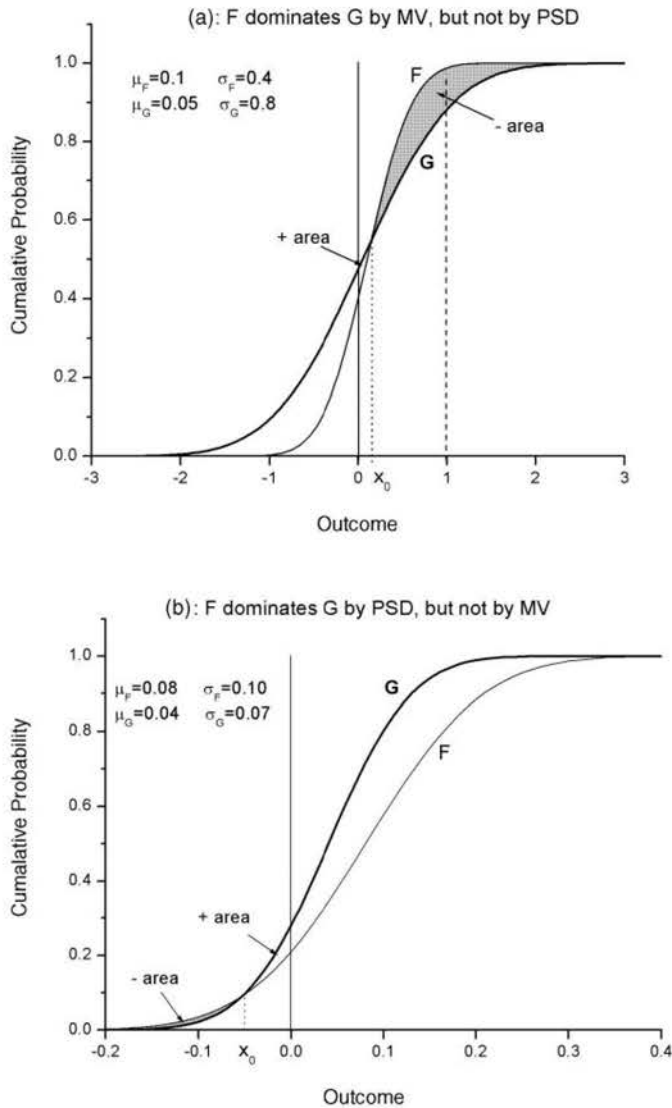 (a): F dominates G by MV, but not by PSD
μF=0.1 σF=0.4
μG=0.05 σG=0.8
F
- area
G
+ area
Cumalative Probability
1.0
0.8
0.6
0.4
0.2
0.0
-3 -2 -1 0 x0 1 2 3
Outcome
(b): F dominates G by PSD, but not by MV
μF=0.08 σF=0.10
μG=0.04 σG=0.07
G
F
+ area
- area
Cumalative Probability
1.0
0.8
0.6
0.4
0.2
0.0
-0.2 -0.1 x0 0.0 0.1 0.2 0.3 0.4
Outcome